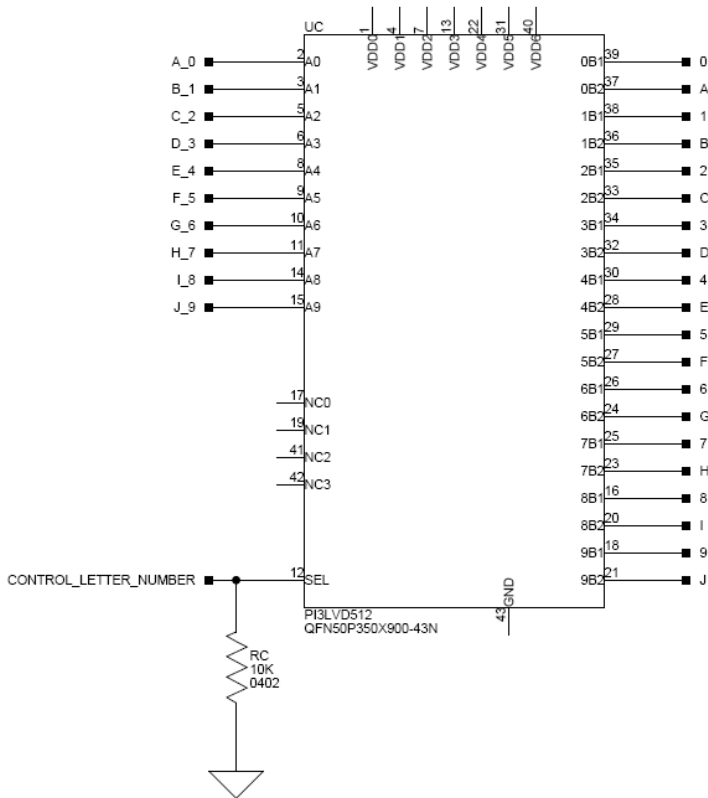 UC
1
VDD0
4
VDD1
7
VDD2
13
VDD3
22
VDD4
31
VDD5
40
VDD6
A_0 2 A0
B_1 3 A1
C_2 5 A2
D_3 6 A3
E_4 8 A4
F_5 9 A5
G_6 10 A6
H_7 11 A7
I_8 14 A8
J_9 15 A9
17 NC0
19 NC1
41 NC2
42 NC3
CONTROL_LETTER_NUMBER 12 SEL
0B1 39 0
0B2 37 A
1B1 38 1
1B2 36 B
2B1 35 2
2B2 33 C
3B1 34 3
3B2 32 D
4B1 30 4
4B2 28 E
5B1 29 5
5B2 27 F
6B1 26 6
6B2 24 G
7B1 25 7
7B2 23 H
8B1 16 8
8B2 20 I
9B1 18 9
9B2 21 J
43 GND
PI3LVD512
QFN50P350X900-43N
RC
10K
0402